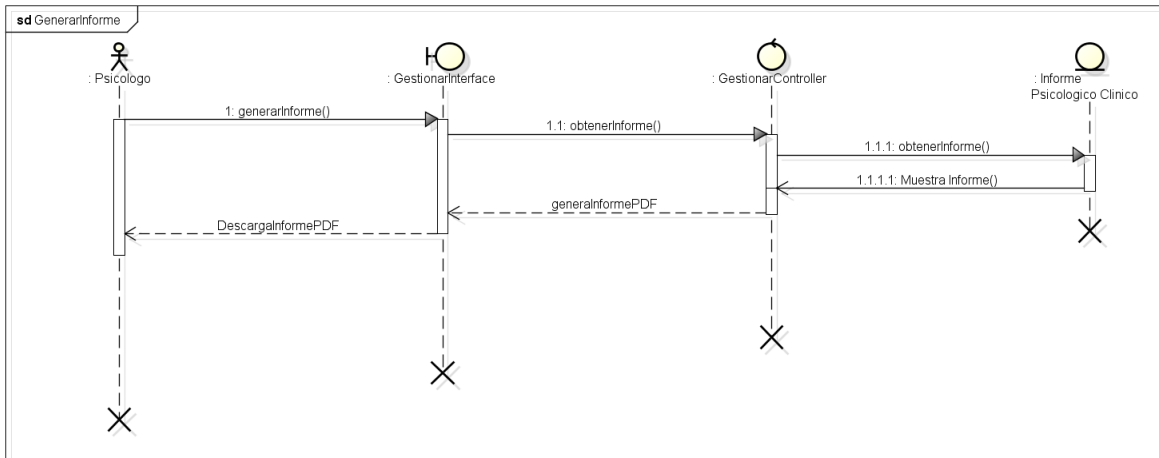 sd GenerarInforme
: Psicologo
: GestionarInterface
: GestionarController
: Informe
Psicologico Clinico
1: generarInforme()
1.1: obtenerInforme()
1.1.1: obtenerInforme()
1.1.1.1: Muestra Informe()
generaInformePDF
DescargaInformePDF